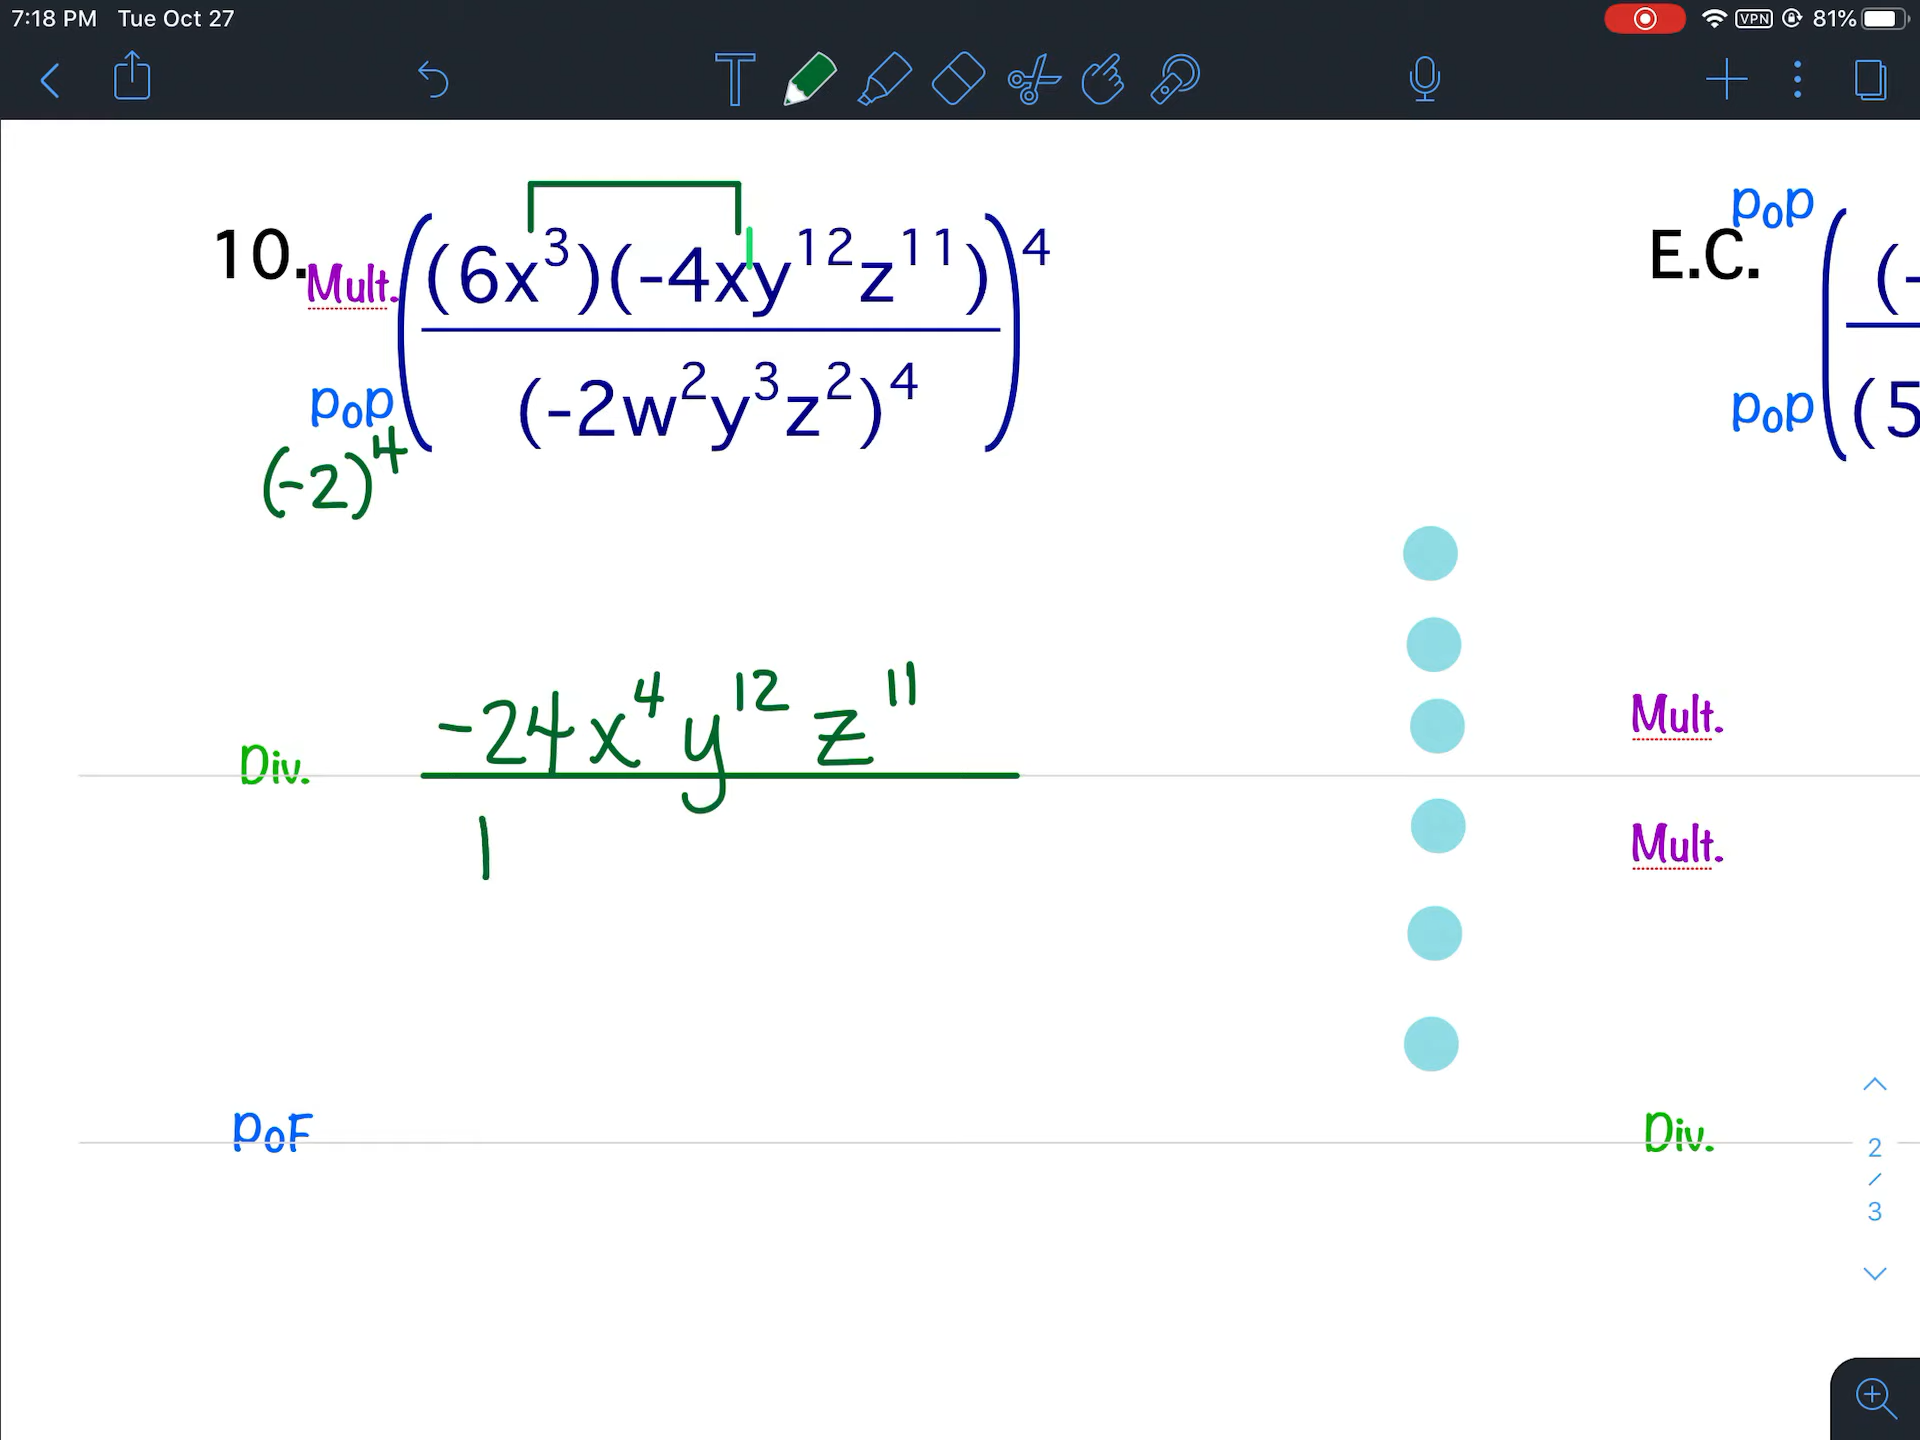 7:18 PM Tue Oct 27
VPN 81%
10. Mult. ((6x³)(-4xy¹²z¹¹))⁴
pop (-2w²y³z²)⁴
(-2)⁴
Div. -24x⁴y¹²z¹¹
1
PoF
pop
E.C. (-
pop (5
Mult.
Mult.
Div.
2
/
3